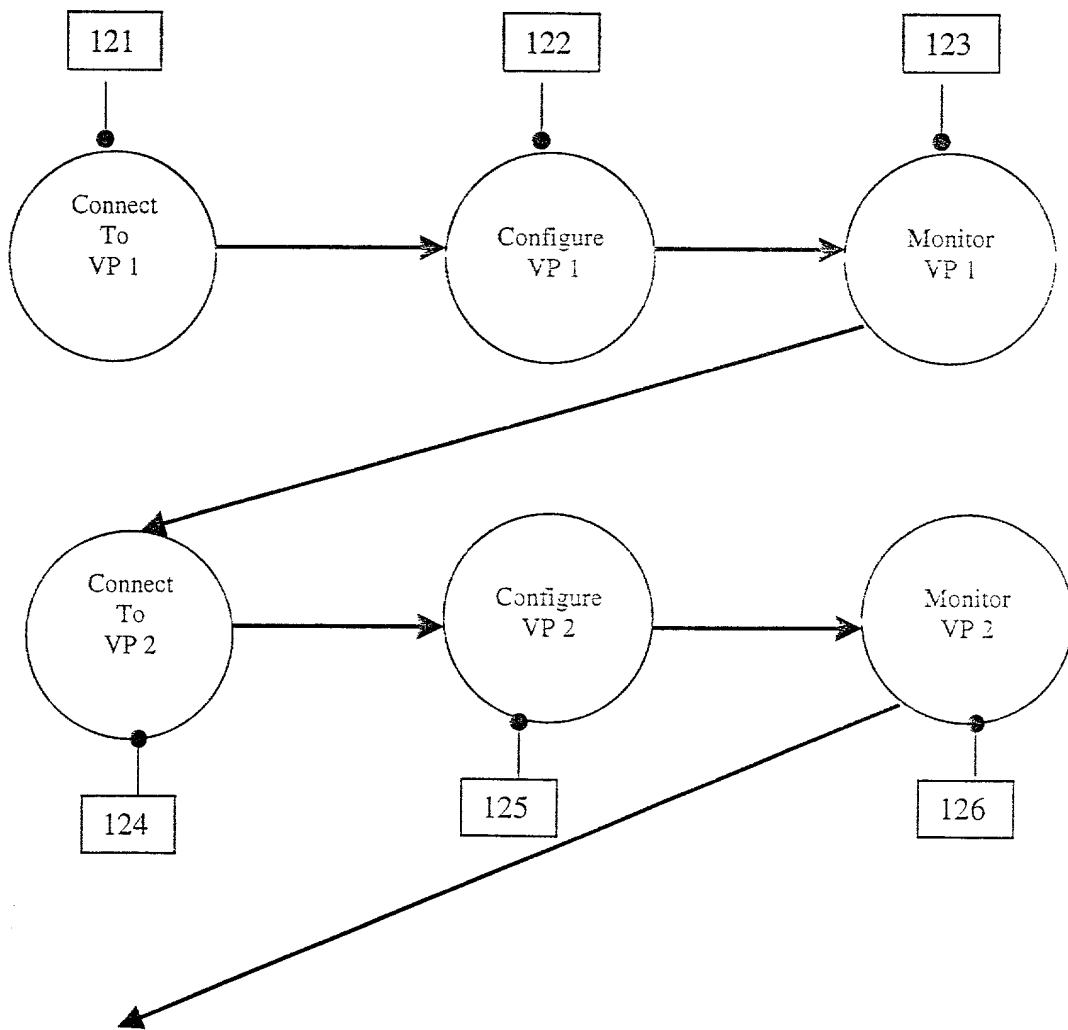 121
122
123
Connect
To
VP 1
Configure
VP 1
Monitor
VP 1
Connect
To
VP 2
Configure
VP 2
Monitor
VP 2
124
125
126